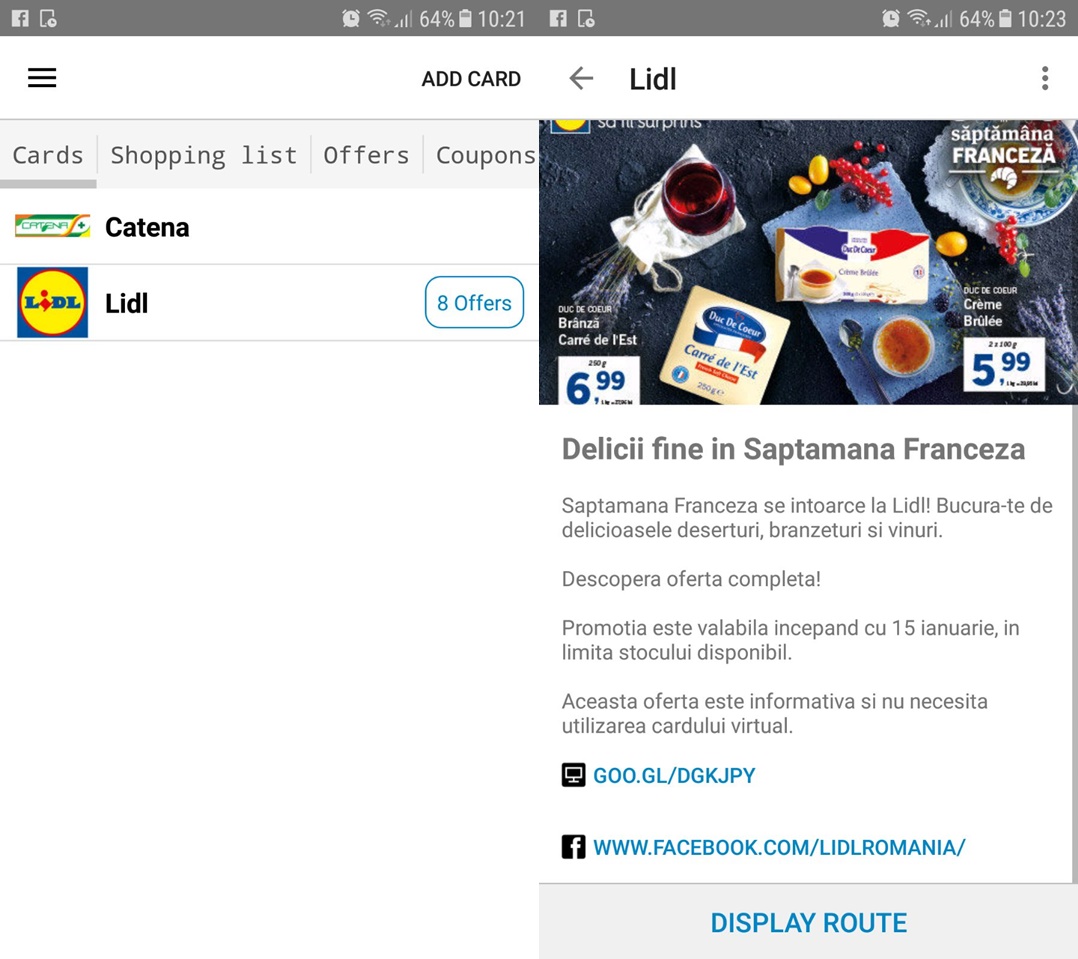 64% 10:21
ADD CARD
Cards
Shopping list
Offers
Coupons
CATENA
Catena
LIDL
Lidl
8 Offers
64% 10:23
Lidl
săptămâna
FRANCEZĂ
Duc De Coeur
Crème Brûlée
DUC DE COEUR
Brânză
Carré de l'Est
250 g
6,99
Duc De Coeur
Carré de l'Est
250 g e
DUC DE COEUR
Crème
Brûlée
2 x 100 g
5,99
Delicii fine in Saptamana Franceza
Saptamana Franceza se intoarce la Lidl! Bucura-te de
delicioasele deserturi, branzeturi si vinuri.
Descopera oferta completa!
Promotia este valabila incepand cu 15 ianuarie, in
limita stocului disponibil.
Aceasta oferta este informativa si nu necesita
utilizarea cardului virtual.
GOO.GL/DGKJPY
WWW.FACEBOOK.COM/LIDLROMANIA/
DISPLAY ROUTE